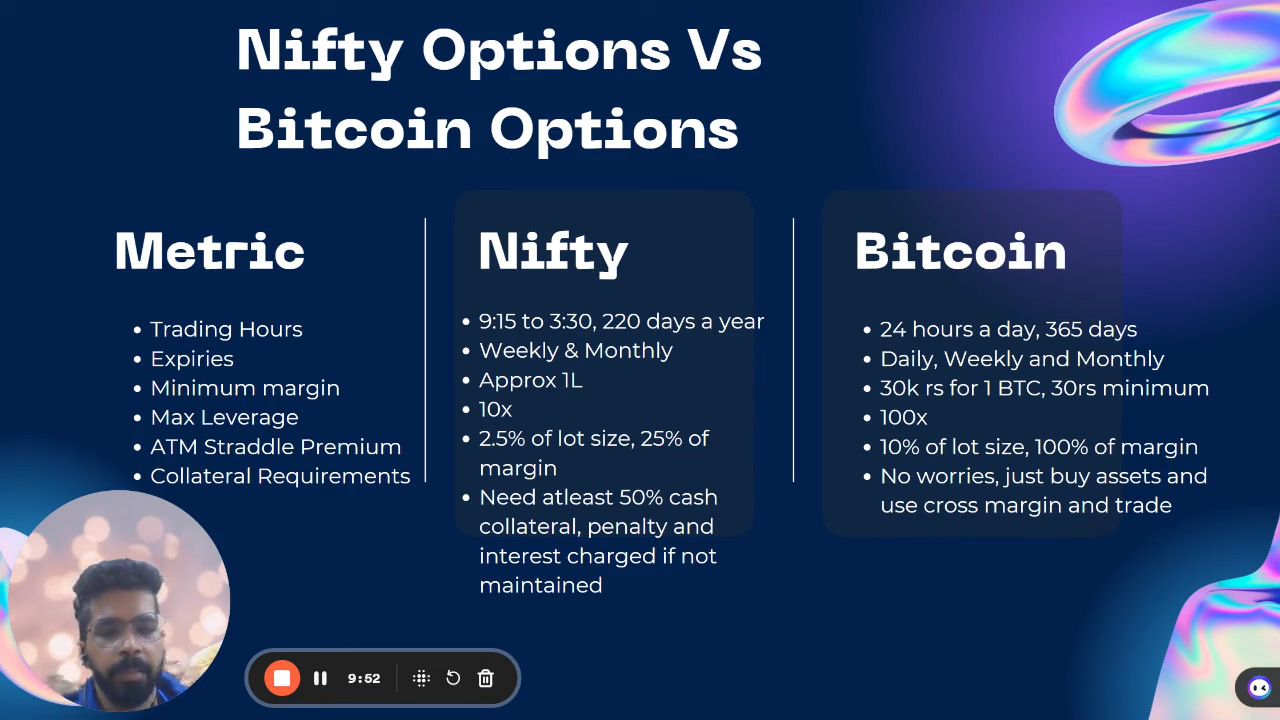 Nifty Options Vs
Bitcoin Options
Metric
Trading Hours
Expiries
Minimum margin
Max Leverage
ATM Straddle Premium
Collateral Requirements
Nifty
9:15 to 3:30, 220 days a year
Weekly & Monthly
Approx 1L
10x
2.5% of lot size, 25% of
margin
Need atleast 50% cash
collateral, penalty and
interest charged if not
maintained
Bitcoin
24 hours a day, 365 days
Daily, Weekly and Monthly
30k rs for 1 BTC, 30rs minimum
100x
10% of lot size, 100% of margin
No worries, just buy assets and
use cross margin and trade
9:52